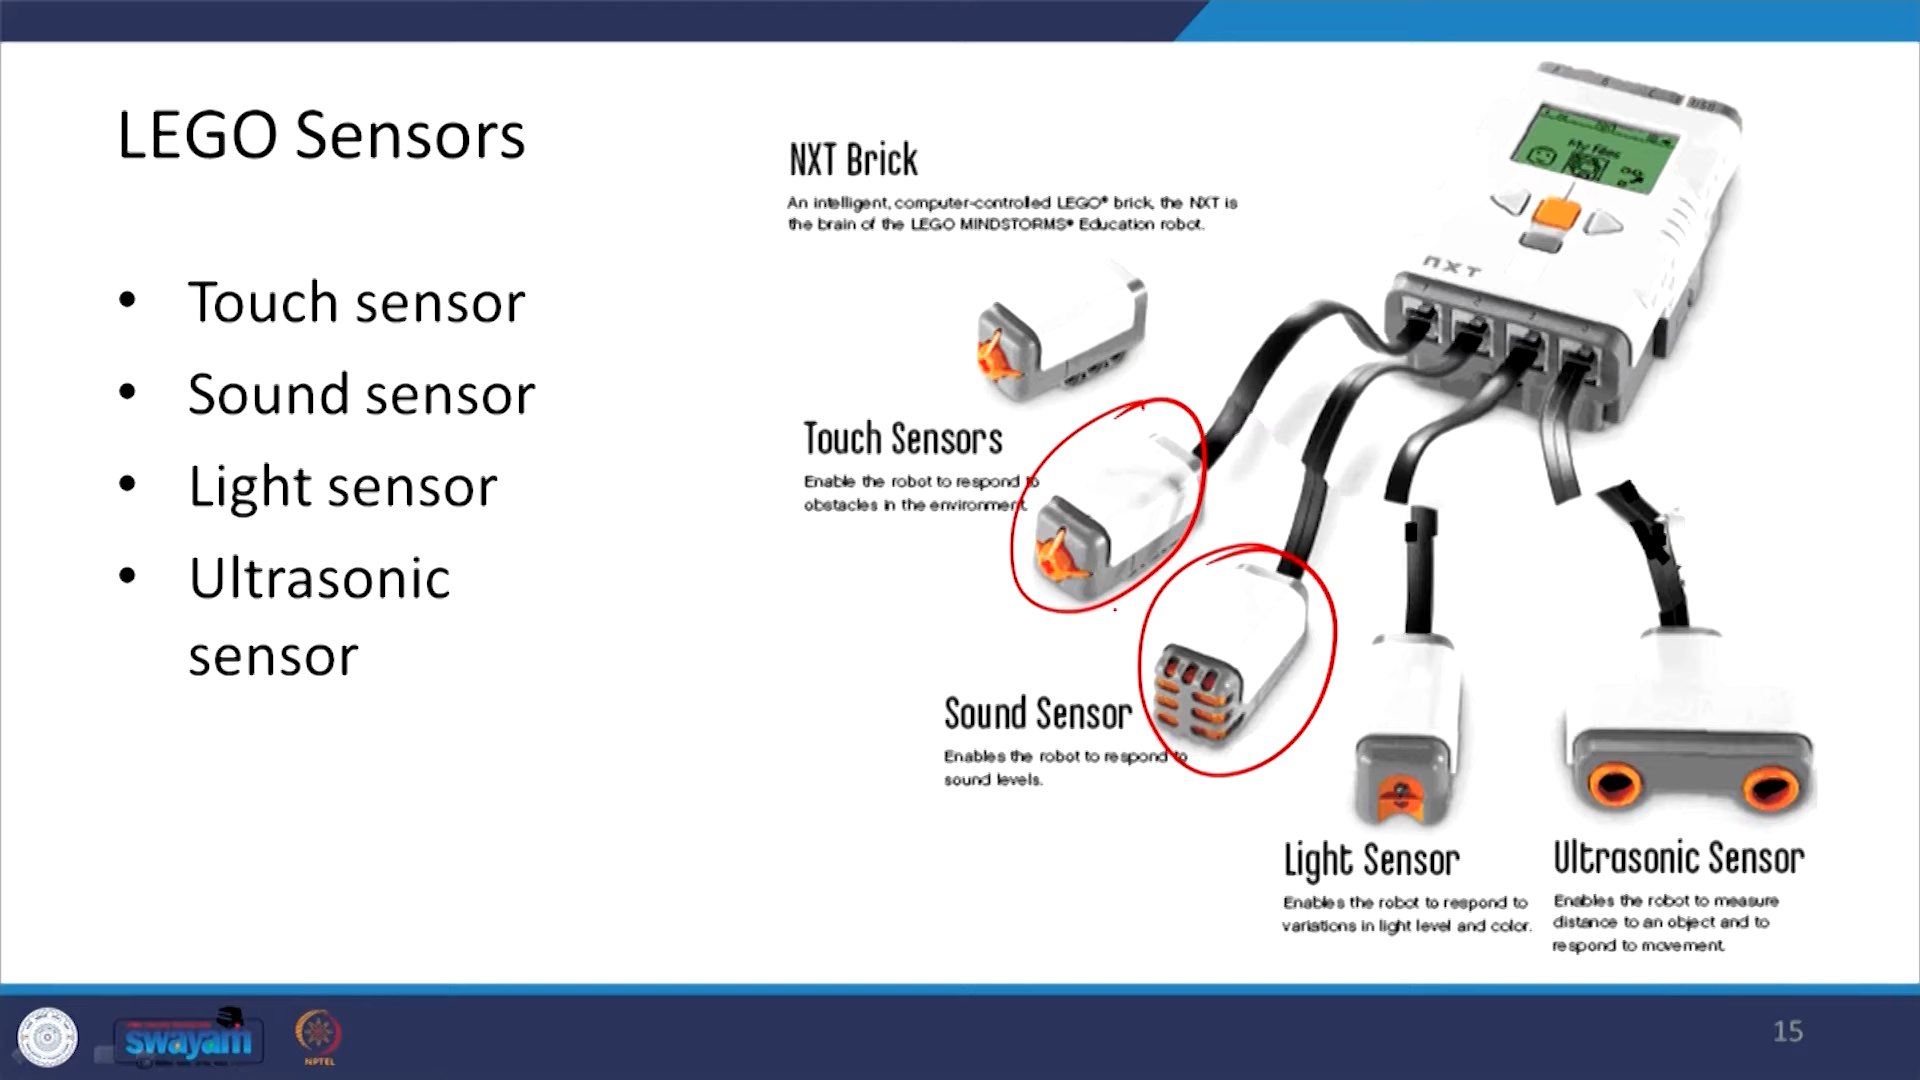 LEGO Sensors
• Touch sensor
• Sound sensor
• Light sensor
• Ultrasonic
sensor
NXT Brick
An intelligent, computer-controlled LEGO® brick, the NXT is
the brain of the LEGO MINDSTORMS® Education robot.
My Files
NXT
Touch Sensors
Enable the robot to respond to
obstacles in the environment.
Sound Sensor
Enables the robot to respond to
sound levels.
Light Sensor
Enables the robot to respond to
variations in light level and color.
Ultrasonic Sensor
Enables the robot to measure
distance to an object and to
respond to movement.
swayam
NPTEL
15